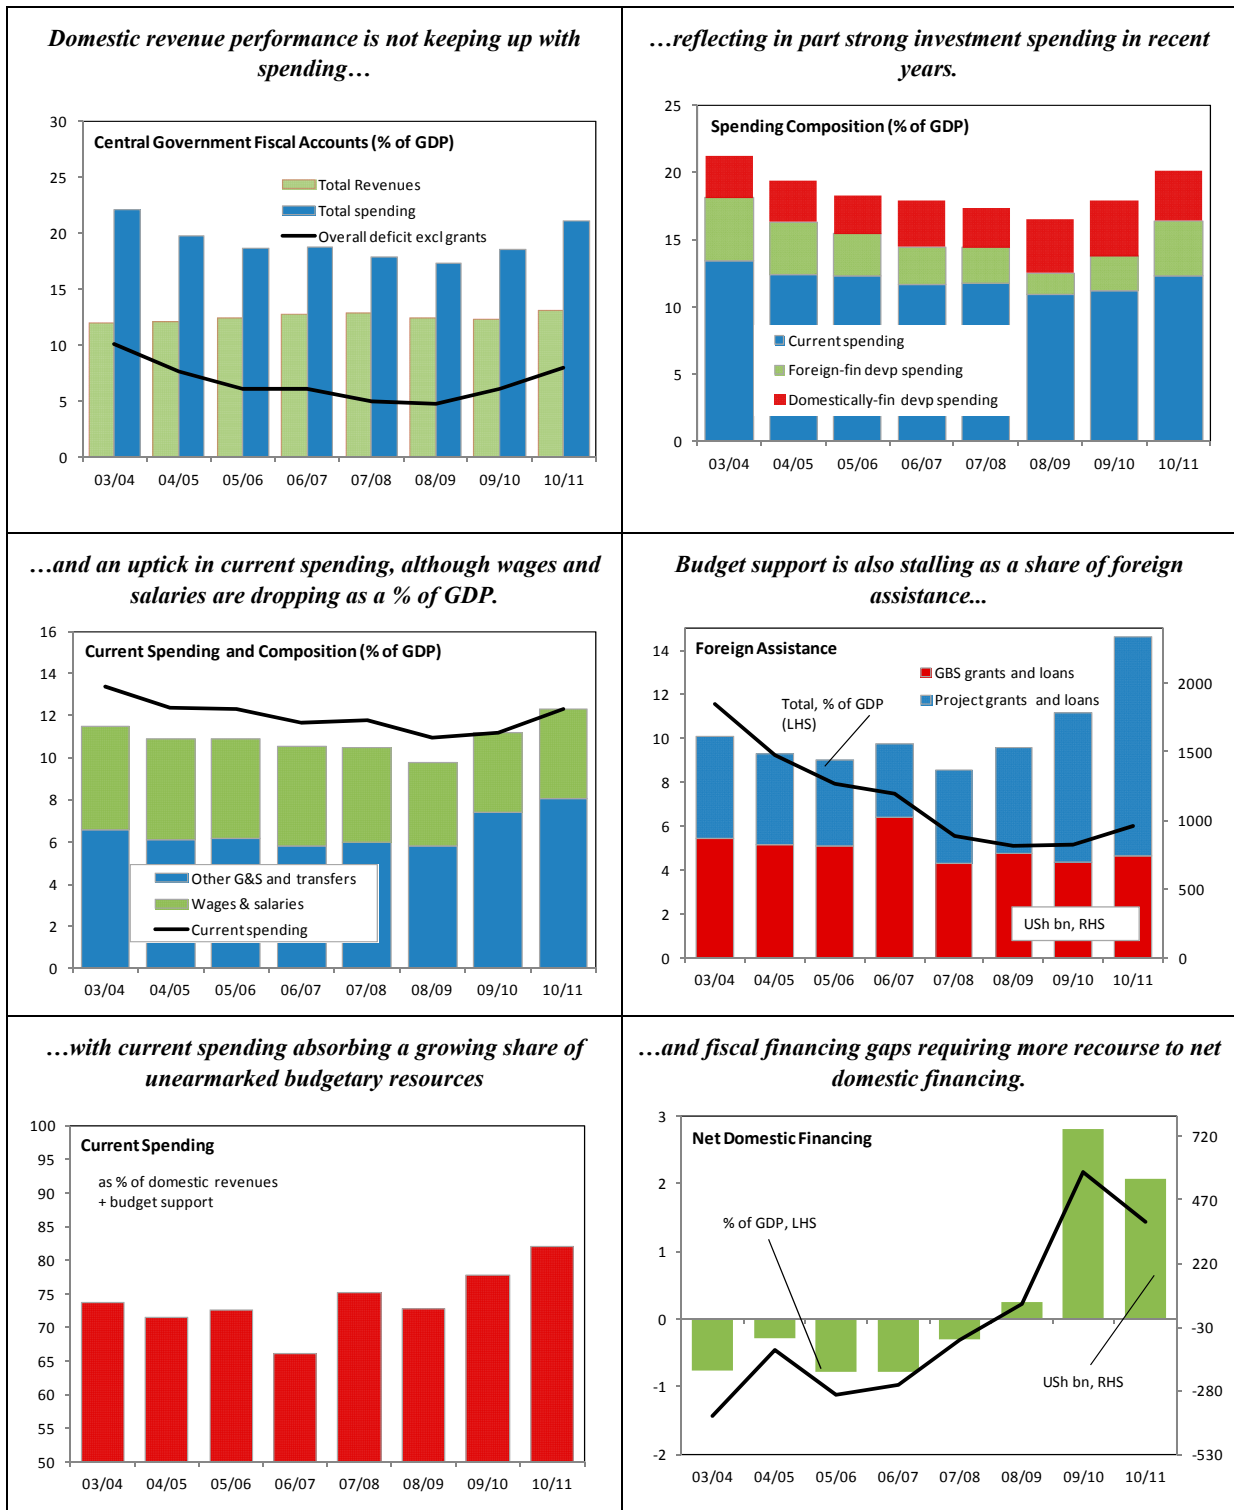 Domestic revenue performance is not keeping up with
spending…
30
25
20
15
10
5
0
Central Government Fiscal Accounts (% of GDP)
Total Revenues
Total spending
Overall deficit excl grants
03/04 04/05 05/06 06/07 07/08 08/09 09/10 10/11
…reflecting in part strong investment spending in recent
years.
25
20
15
10
5
0
Spending Composition (% of GDP)
Current spending
Foreign-fin devp spending
Domestically-fin devp spending
03/04 04/05 05/06 06/07 07/08 08/09 09/10 10/11
…and an uptick in current spending, although wages and
salaries are dropping as a % of GDP.
16
14
12
10
8
6
4
2
0
Current Spending and Composition (% of GDP)
Other G&S and transfers
Wages & salaries
Current spending
03/04 04/05 05/06 06/07 07/08 08/09 09/10 10/11
Budget support is also stalling as a share of foreign
assistance...
14
12
10
8
6
4
2
0
Foreign Assistance
GBS grants and loans
Project grants and loans
Total, % of GDP
(LHS)
USh bn, RHS
2000
1500
1000
500
0
03/04 04/05 05/06 06/07 07/08 08/09 09/10 10/11
…with current spending absorbing a growing share of
unearmarked budgetary resources
100
95
90
85
80
75
70
65
60
55
50
Current Spending
as % of domestic revenues
+ budget support
03/04 04/05 05/06 06/07 07/08 08/09 09/10 10/11
…and fiscal financing gaps requiring more recourse to net
domestic financing.
3
2
1
0
-1
-2
Net Domestic Financing
% of GDP, LHS
USh bn, RHS
720
470
220
-30
-280
-530
03/04 04/05 05/06 06/07 07/08 08/09 09/10 10/11